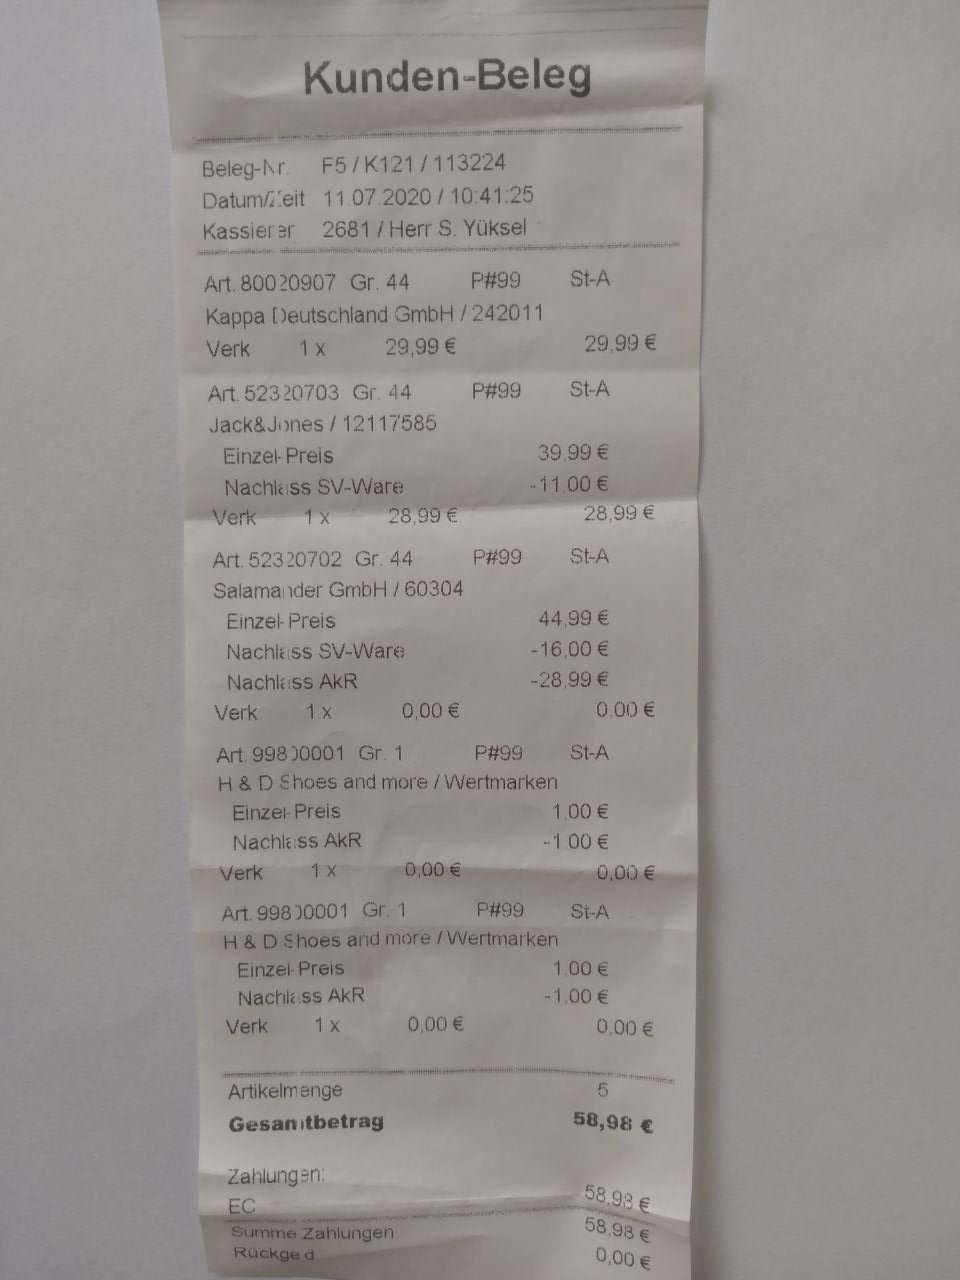 Kunden-Beleg
Beleg-Nr. F5 / K121 / 113224
Datum/Zeit 11.07.2020 / 10:41:25
Kassierer 2681 / Herr S. Yüksel
Art. 80020907 Gr. 44 P#99 St-A
Kappa Deutschland GmbH / 242011
Verk 1 x 29,99 € 29,99 €
Art. 52320703 Gr. 44 P#99 St-A
Jack&Jones / 12117585
Einzel-Preis 39,99 €
Nachlass SV-Ware -11,00 €
Verk 1 x 28,99 € 28,99 €
Art. 52320702 Gr. 44 P#99 St-A
Salamander GmbH / 60304
Einzel-Preis 44,99 €
Nachlass SV-Ware -16,00 €
Nachlass AkR -28,99 €
Verk 1 x 0,00 € 0,00 €
Art. 99800001 Gr. 1 P#99 St-A
H & D Shoes and more / Wertmarken
Einzel-Preis 1,00 €
Nachlass AkR -1,00 €
Verk 1 x 0,00 € 0,00 €
Art. 99800001 Gr. 1 P#99 St-A
H & D Shoes and more / Wertmarken
Einzel-Preis 1,00 €
Nachlass AkR -1,00 €
Verk 1 x 0,00 € 0,00 €
Artikelmenge 5
Gesamtbetrag 58,98 €
Zahlungen:
EC 58,98 €
Summe Zahlungen 58,98 €
Rückgeld 0,00 €